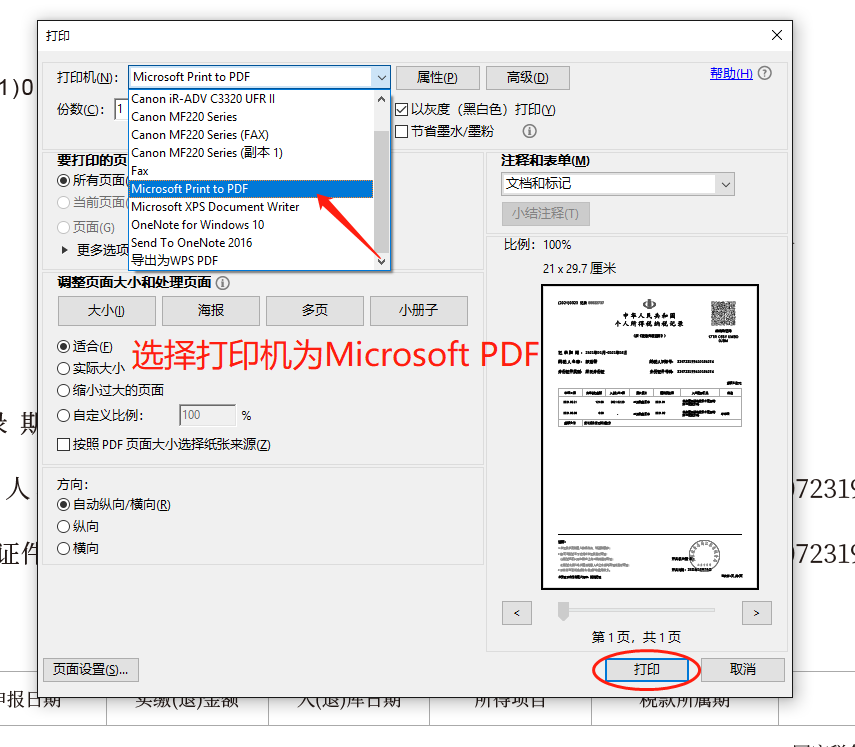 打印
1)0
打印机(N): Microsoft Print to PDF 属性(P) 高级(D) 帮助(H)
份数(C): 1
Canon iR-ADV C3320 UFR II
Canon MF220 Series
Canon MF220 Series (FAX)
Canon MF220 Series (副本 1)
Fax
Microsoft Print to PDF
Microsoft XPS Document Writer
OneNote for Windows 10
Send To OneNote 2016
导出为WPS PDF
以灰度（黑白色）打印(Y)
节省墨水/墨粉
要打印的页
所有页面
当前页面
页面(G)
更多选项
注释和表单(M)
文档和标记
小结注释(T)
比例: 100%
21 x 29.7 厘米
调整页面大小和处理页面
大小(I) 海报 多页 小册子
适合(F)
实际大小
选择打印机为Microsoft PDF
缩小过大的页面
自定义比例: 100 %
按照 PDF 页面大小选择纸张来源(Z)
方向:
自动纵向/横向(R)
纵向
横向
中华人民共和国
个人所得税纳税记录
< >
第 1 页，共 1 页
页面设置(S)... 打印 取消
录 期
人 072319
证件 072319
申报日期 实缴(退)金额 入(退)库日期 所得项目 税款所属期